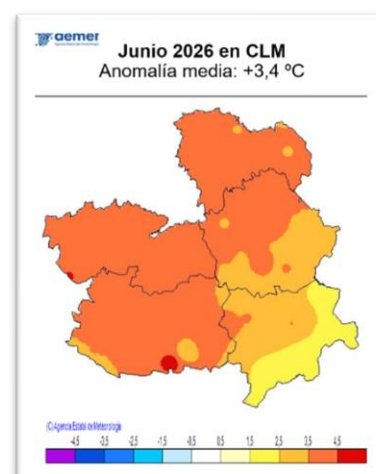 aemet
Junio 2026 en CLM
Anomalía media: +3,4 ºC
(C) Agencia Estatal de Meteorología
-4,5 -3,5 -2,5 -1,5 -0,5 0,5 1,5 2,5 3,5 4,5